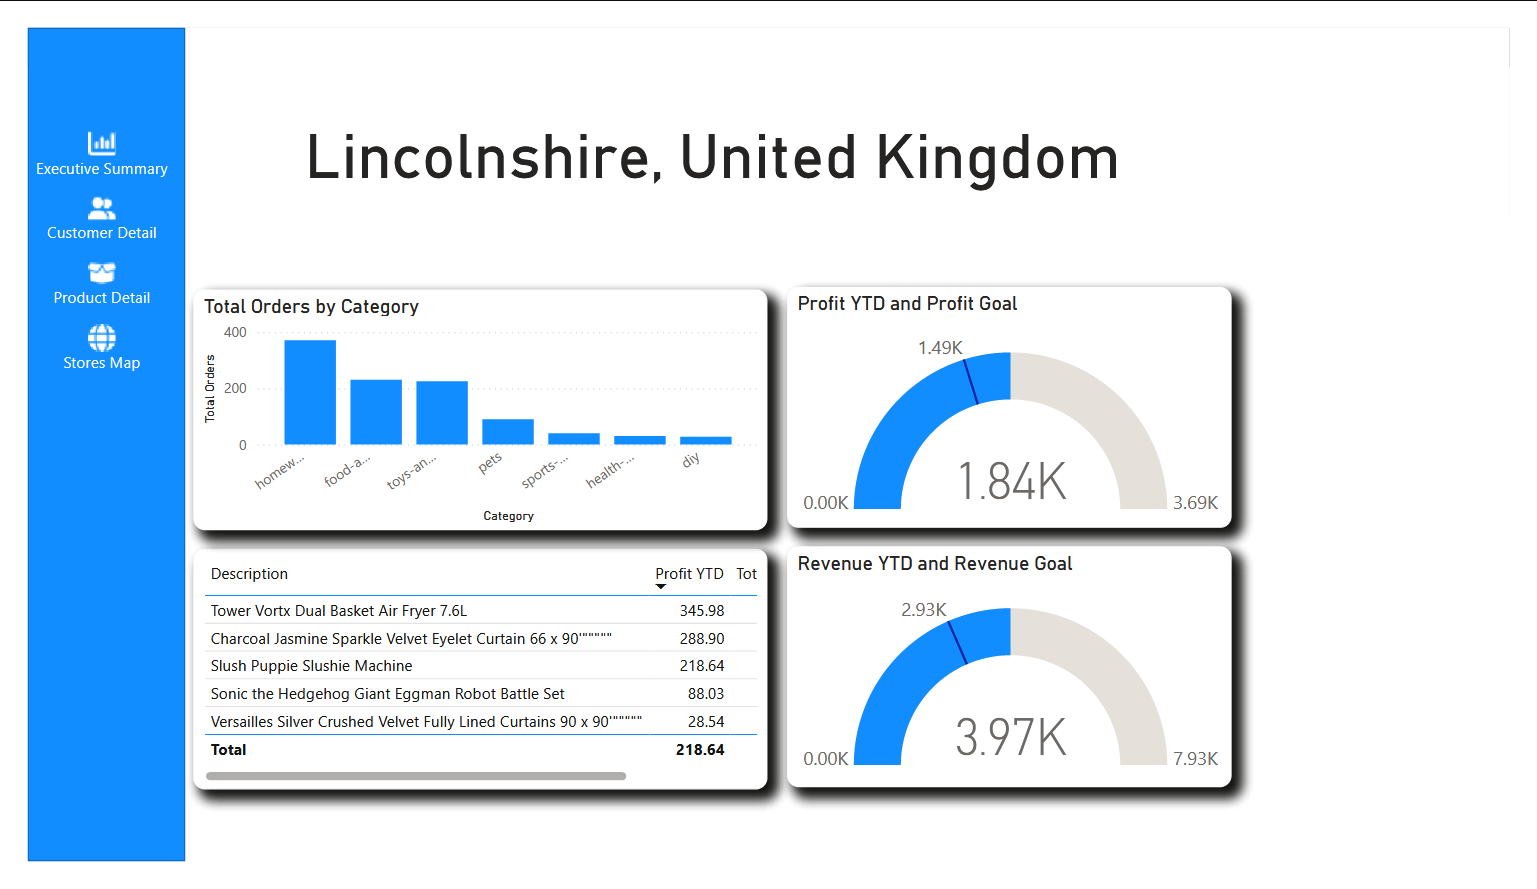 Executive Summary
Customer Detail
Product Detail
Stores Map
Lincolnshire, United Kingdom
Total Orders by Category
Total Orders
400
200
0
homew...
food-a...
toys-an...
pets
sports-...
health-...
diy
Category
Profit YTD and Profit Goal
1.49K
1.84K
0.00K
3.69K
Description Profit YTD Tot
Tower Vortx Dual Basket Air Fryer 7.6L 345.98
Charcoal Jasmine Sparkle Velvet Eyelet Curtain 66 x 90'""""" 288.90
Slush Puppie Slushie Machine 218.64
Sonic the Hedgehog Giant Eggman Robot Battle Set 88.03
Versailles Silver Crushed Velvet Fully Lined Curtains 90 x 90'""""" 28.54
Total 218.64
Revenue YTD and Revenue Goal
2.93K
3.97K
0.00K
7.93K